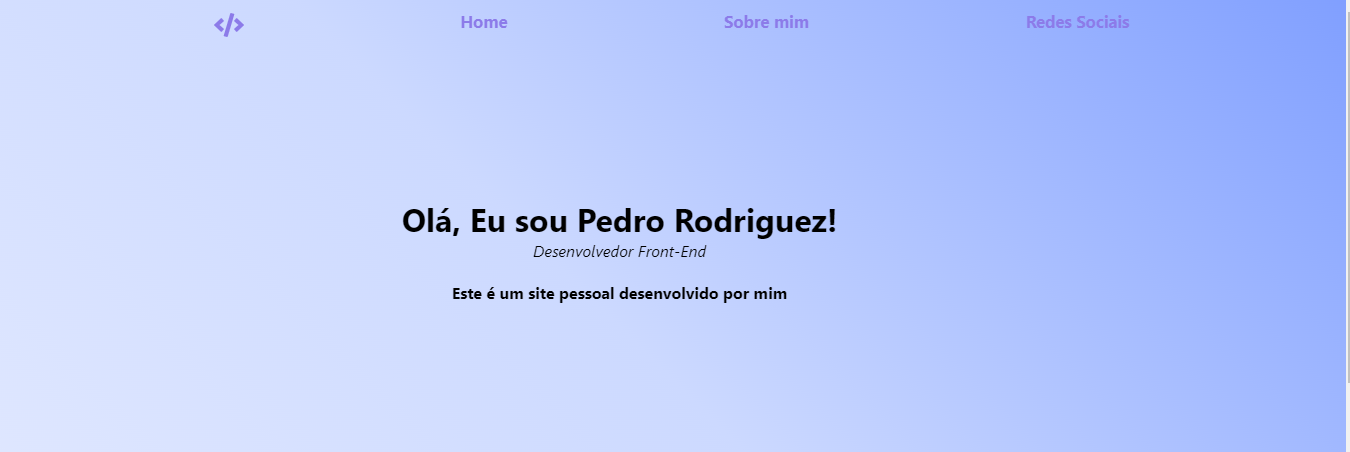 </> Home Sobre mim Redes Sociais
Olá, Eu sou Pedro Rodriguez!
Desenvolvedor Front-End
Este é um site pessoal desenvolvido por mim